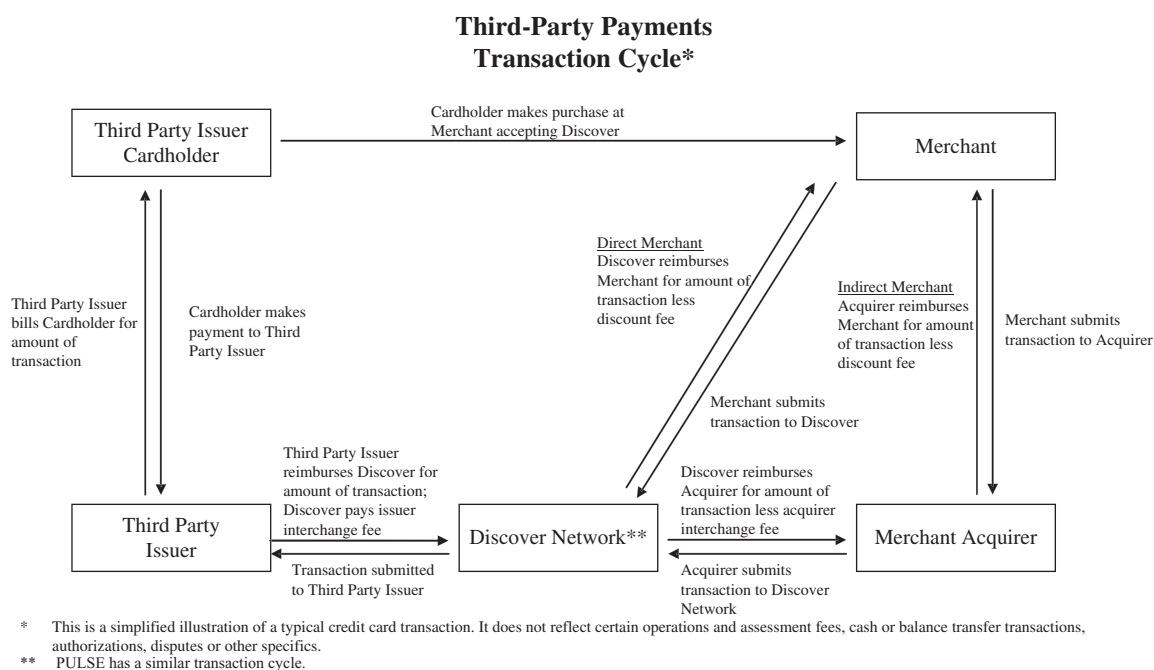 Third-Party Payments
Transaction Cycle*
Cardholder makes purchase at
Merchant accepting Discover
Third Party Issuer
Cardholder
Merchant
Direct Merchant
Discover reimburses
Merchant for amount of
transaction less
discount fee
Third Party Issuer
bills Cardholder for
amount of
transaction
Cardholder makes
payment to Third
Party Issuer
Indirect Merchant
Acquirer reimburses
Merchant for amount
of transaction less
discount fee
Merchant submits
transaction to Acquirer
Merchant submits
transaction to Discover
Third Party Issuer
reimburses Discover for
amount of transaction;
Discover pays issuer
interchange fee
Discover reimburses
Acquirer for amount of
transaction less acquirer
interchange fee
Third Party
Issuer
Discover Network**
Merchant Acquirer
Transaction submitted
to Third Party Issuer
Acquirer submits
transaction to Discover
Network
* This is a simplified illustration of a typical credit card transaction. It does not reflect certain operations and assessment fees, cash or balance transfer transactions,
authorizations, disputes or other specifics.
** PULSE has a similar transaction cycle.